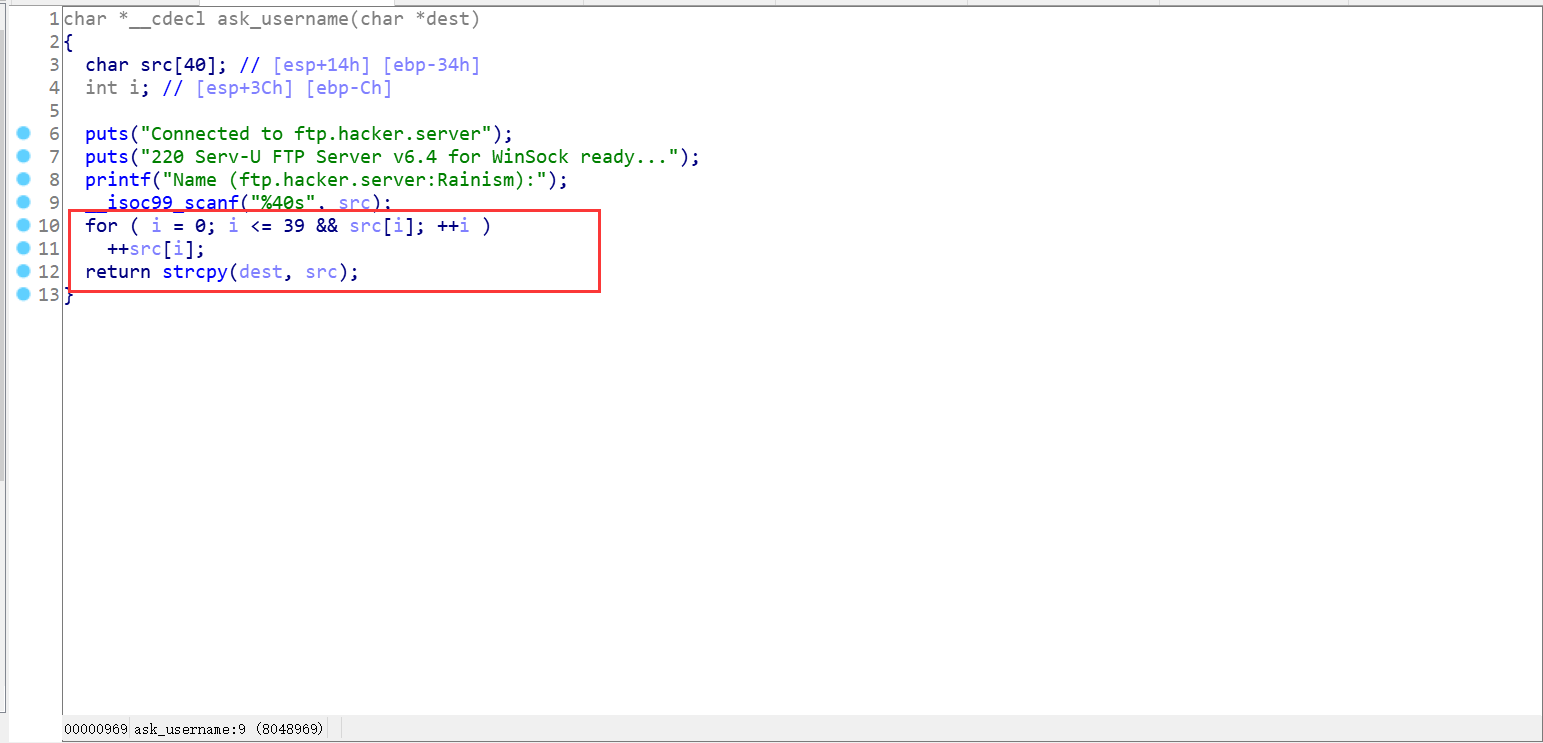 1 char *__cdecl ask_username(char *dest)
2 {
3 char src[40]; // [esp+14h] [ebp-34h]
4 int i; // [esp+3Ch] [ebp-Ch]
5
6 puts("Connected to ftp.hacker.server");
7 puts("220 Serv-U FTP Server v6.4 for WinSock ready...");
8 printf("Name (ftp.hacker.server:Rainism):");
9 __isoc99_scanf("%40s", src);
10 for ( i = 0; i <= 39 && src[i]; ++i )
11 ++src[i];
12 return strcpy(dest, src);
13 }
00000969 ask_username:9 (8048969)